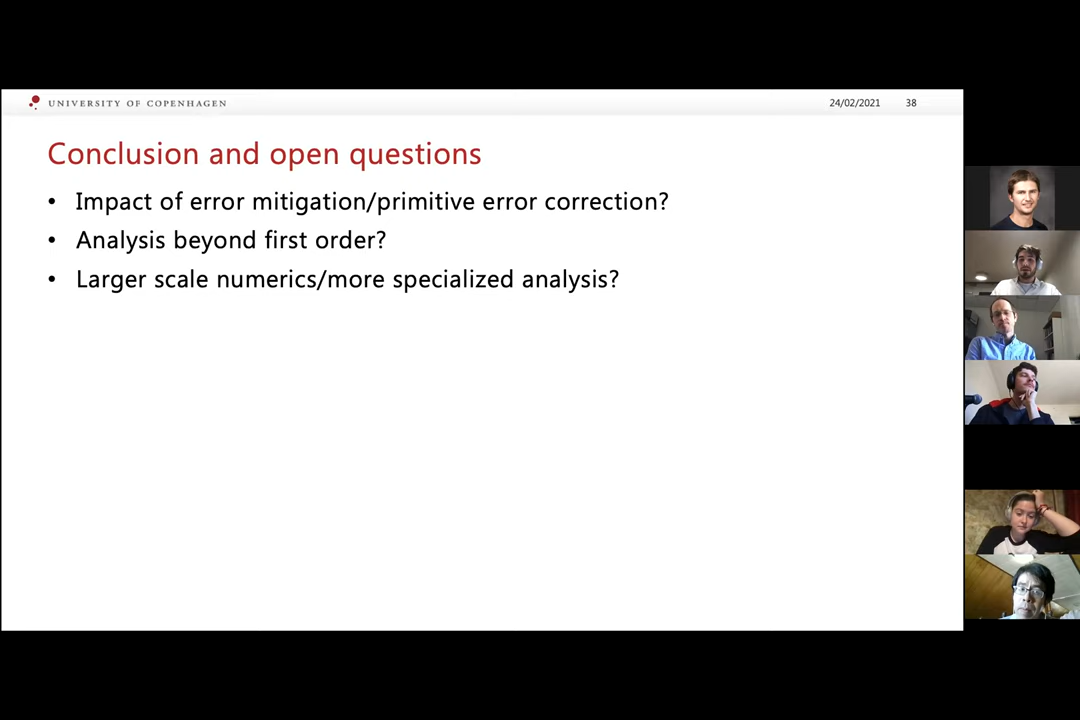 UNIVERSITY OF COPENHAGEN
24/02/2021 38
Conclusion and open questions
• Impact of error mitigation/primitive error correction?
• Analysis beyond first order?
• Larger scale numerics/more specialized analysis?